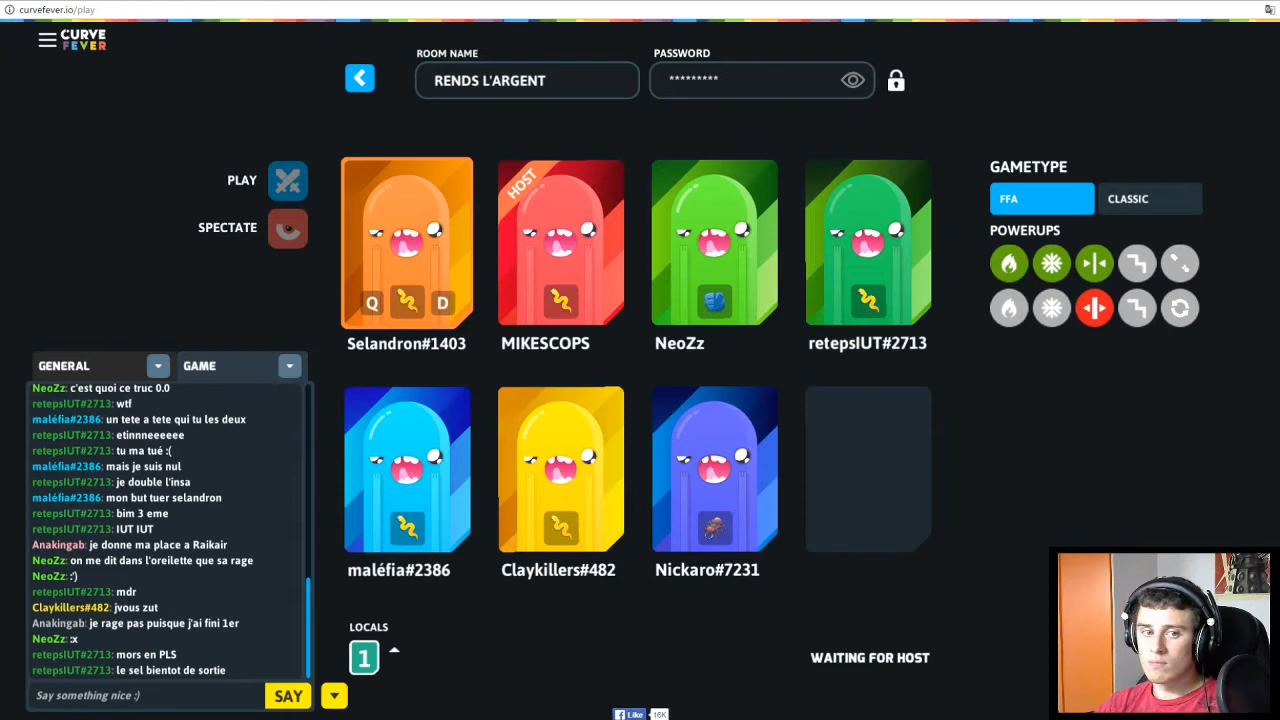 curvefever.io/play
CURVE
FEVER
ROOM NAME
PASSWORD
RENDS L'ARGENT
*********
PLAY
SPECTATE
HOST
Q
D
Selandron#1403
MIKESCOPS
NeoZz
retepsIUT#2713
GAMETYPE
FFA
CLASSIC
POWERUPS
maléfia#2386
Claykillers#482
Nickaro#7231
GENERAL
GAME
NeoZz: c'est quoi ce truc 0.0
retepsIUT#2713: wtf
maléfia#2386: un tete a tete qui tu les deux
retepsIUT#2713: etinnneeeeee
retepsIUT#2713: tu ma tué :(
maléfia#2386: mais je suis nul
retepsIUT#2713: je double l'insa
maléfia#2386: mon but tuer selandron
retepsIUT#2713: bim 3 eme
retepsIUT#2713: IUT IUT
Anakingab: je donne ma place a Raikair
NeoZz: on me dit dans l'oreilette que sa rage
NeoZz: :')
retepsIUT#2713: mdr
Claykillers#482: jvous zut
Anakingab: je rage pas puisque j'ai fini 1er
NeoZz: :x
retepsIUT#2713: mors en PLS
retepsIUT#2713: le sel bientot de sortie
Say something nice :)
SAY
LOCALS
1
WAITING FOR HOST
Like
16K